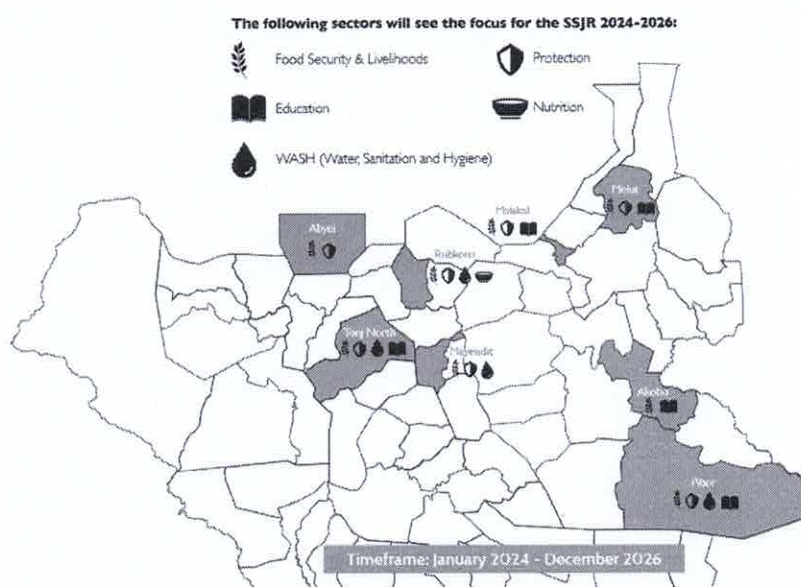 The following sectors will see the focus for the SSJR 2024-2026:
Food Security & Livelihoods
Protection
Education
Nutrition
WASH (Water, Sanitation and Hygiene)
Melut
Malakal
Abyei
Rubkona
Tonj North
Mayendit
Akobo
Pibor
Timeframe: January 2024 - December 2026